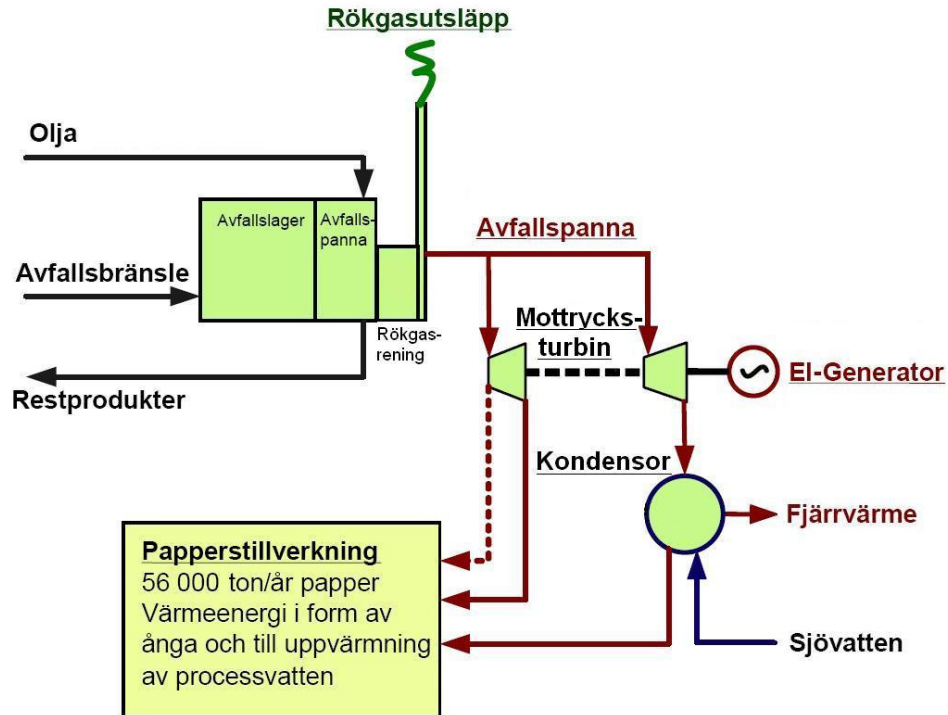 Rökgasutsläpp
Olja
Avfallslager
Avfalls-
panna
Avfallspanna
Avfallsbränsle
Rökgas-
rening
Mottrycks-
turbin
El-Generator
Restprodukter
Kondensor
Fjärrvärme
Papperstillverkning
56 000 ton/år papper
Värmeenergi i form av
ånga och till uppvärmning
av processvatten
Sjövatten